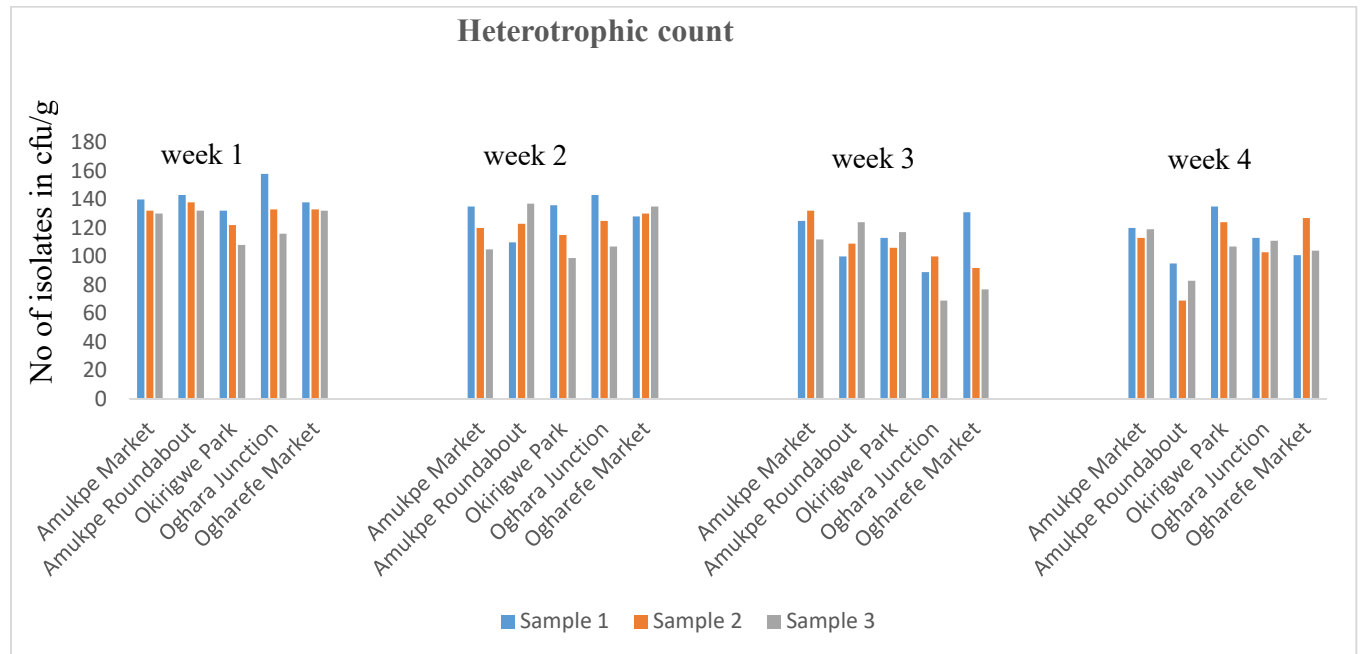 Heterotrophic count
No of isolates in cfu/g
180
160
140
120
100
80
60
40
20
0
week 1
week 2
week 3
week 4
Amukpe Market
Amukpe Roundabout
Okirigwe Park
Oghara Junction
Ogharefe Market
Amukpe Market
Amukpe Roundabout
Okirigwe Park
Oghara Junction
Ogharefe Market
Amukpe Market
Amukpe Roundabout
Okirigwe Park
Oghara Junction
Ogharefe Market
Amukpe Market
Amukpe Roundabout
Okirigwe Park
Oghara Junction
Ogharefe Market
Sample 1
Sample 2
Sample 3